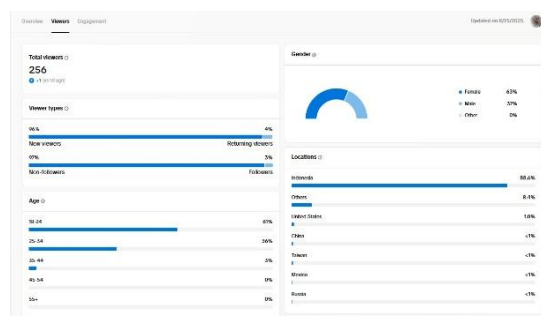 Overview Viewers Engagement
Updated on 8/25/2025
Total viewers
256
Viewer types
96% 4%
New viewers Returning viewers
97% 3%
Non-followers Followers
Age
18-24 61%
25-34 36%
35-44 3%
45-54 0%
55+ 0%
Gender
Female 63%
Male 37%
Other 0%
Locations
Indonesia 88.6%
Others 8.4%
United States 1.8%
China <1%
Taiwan <1%
Mexico <1%
Russia <1%